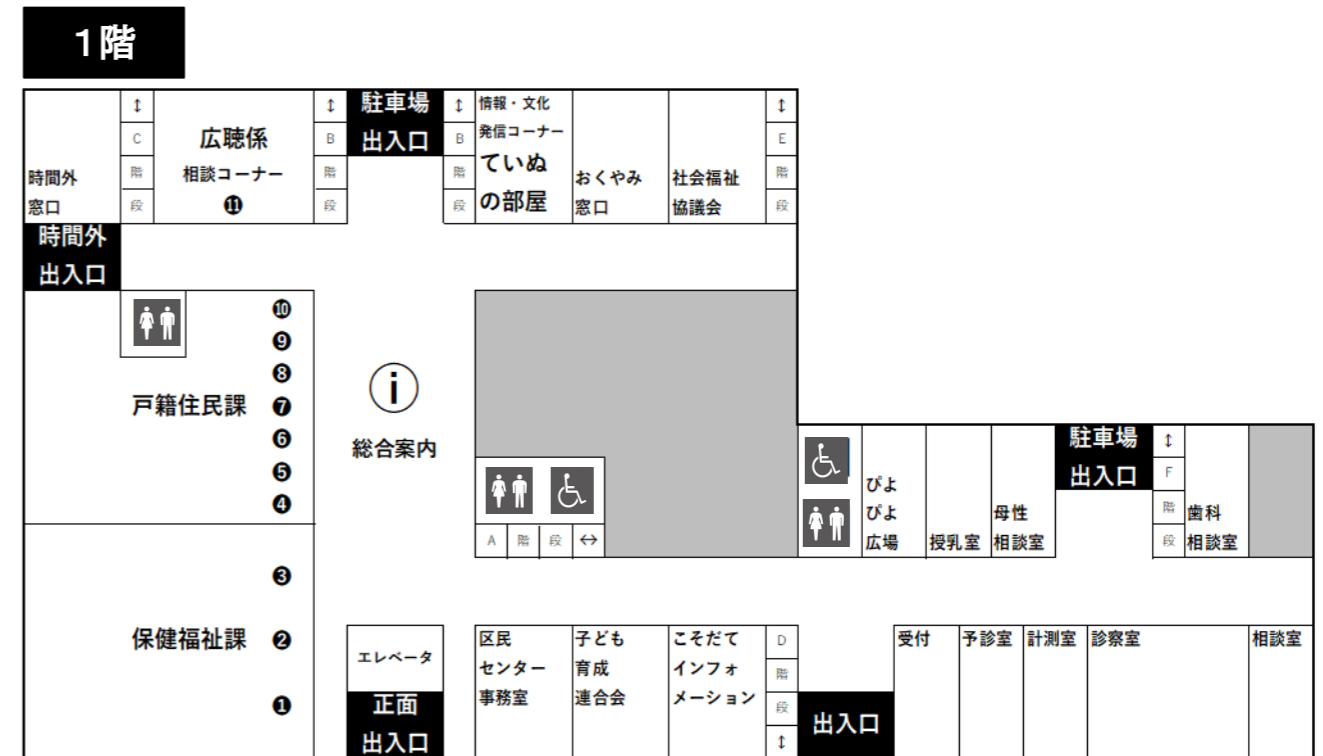 1階
時間外
窓口
↕
C
階
段
広聴係
相談コーナー
⓫
↕
B
階
段
駐車場
出入口
↕
B
階
段
情報・文化
発信コーナー
ていぬ
の部屋
おくやみ
窓口
社会福祉
協議会
↕
E
階
段
時間外
出入口
❿
❾
❽
戸籍住民課 ❼
❻
❺
❹
i
総合案内
A 階 段 ↔
ぴよ
ぴよ
広場
授乳室
母性
相談室
駐車場
出入口
↕
F
階
段
歯科
相談室
❸
保健福祉課 ❷
❶
エレベータ
正面
出入口
区民
センター
事務室
子ども
育成
連合会
こそだて
インフォ
メーション
D
階
段
↕
出入口
受付
予診室
計測室
診察室
相談室